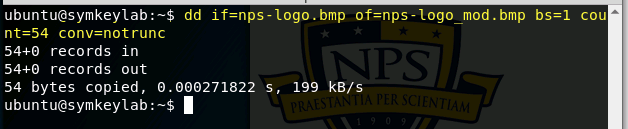 ubuntu@symkeylab:~$ dd if=nps-logo.bmp of=nps-logo_mod.bmp bs=1 cou
nt=54 conv=notrunc
54+0 records in
54+0 records out
54 bytes copied, 0.000271822 s, 199 kB/s
ubuntu@symkeylab:~$
NPS
PRAESTANTIA PER SCIENTIAM